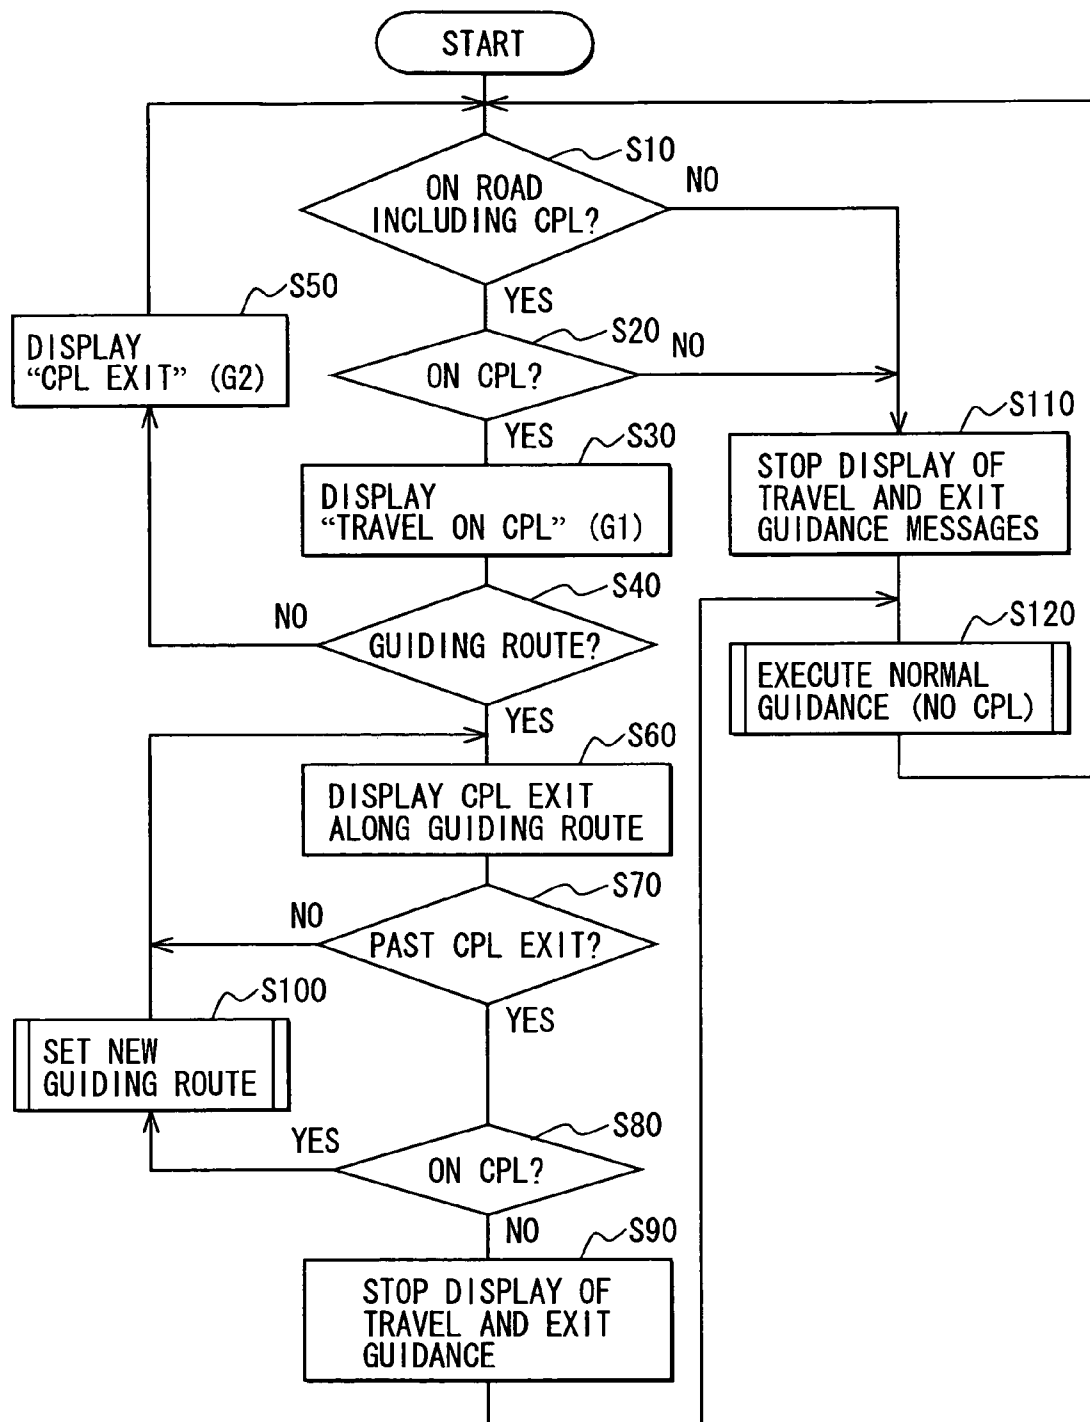 START
S10
ON ROAD
INCLUDING CPL?
NO
YES
S50
DISPLAY
“CPL EXIT” (G2)
S20
ON CPL?
NO
YES
S30
DISPLAY
“TRAVEL ON CPL” (G1)
S110
STOP DISPLAY OF
TRAVEL AND EXIT
GUIDANCE MESSAGES
S40
NO
GUIDING ROUTE?
YES
S120
EXECUTE NORMAL
GUIDANCE (NO CPL)
S60
DISPLAY CPL EXIT
ALONG GUIDING ROUTE
S70
NO
PAST CPL EXIT?
YES
S100
SET NEW
GUIDING ROUTE
S80
YES
ON CPL?
NO
S90
STOP DISPLAY OF
TRAVEL AND EXIT
GUIDANCE